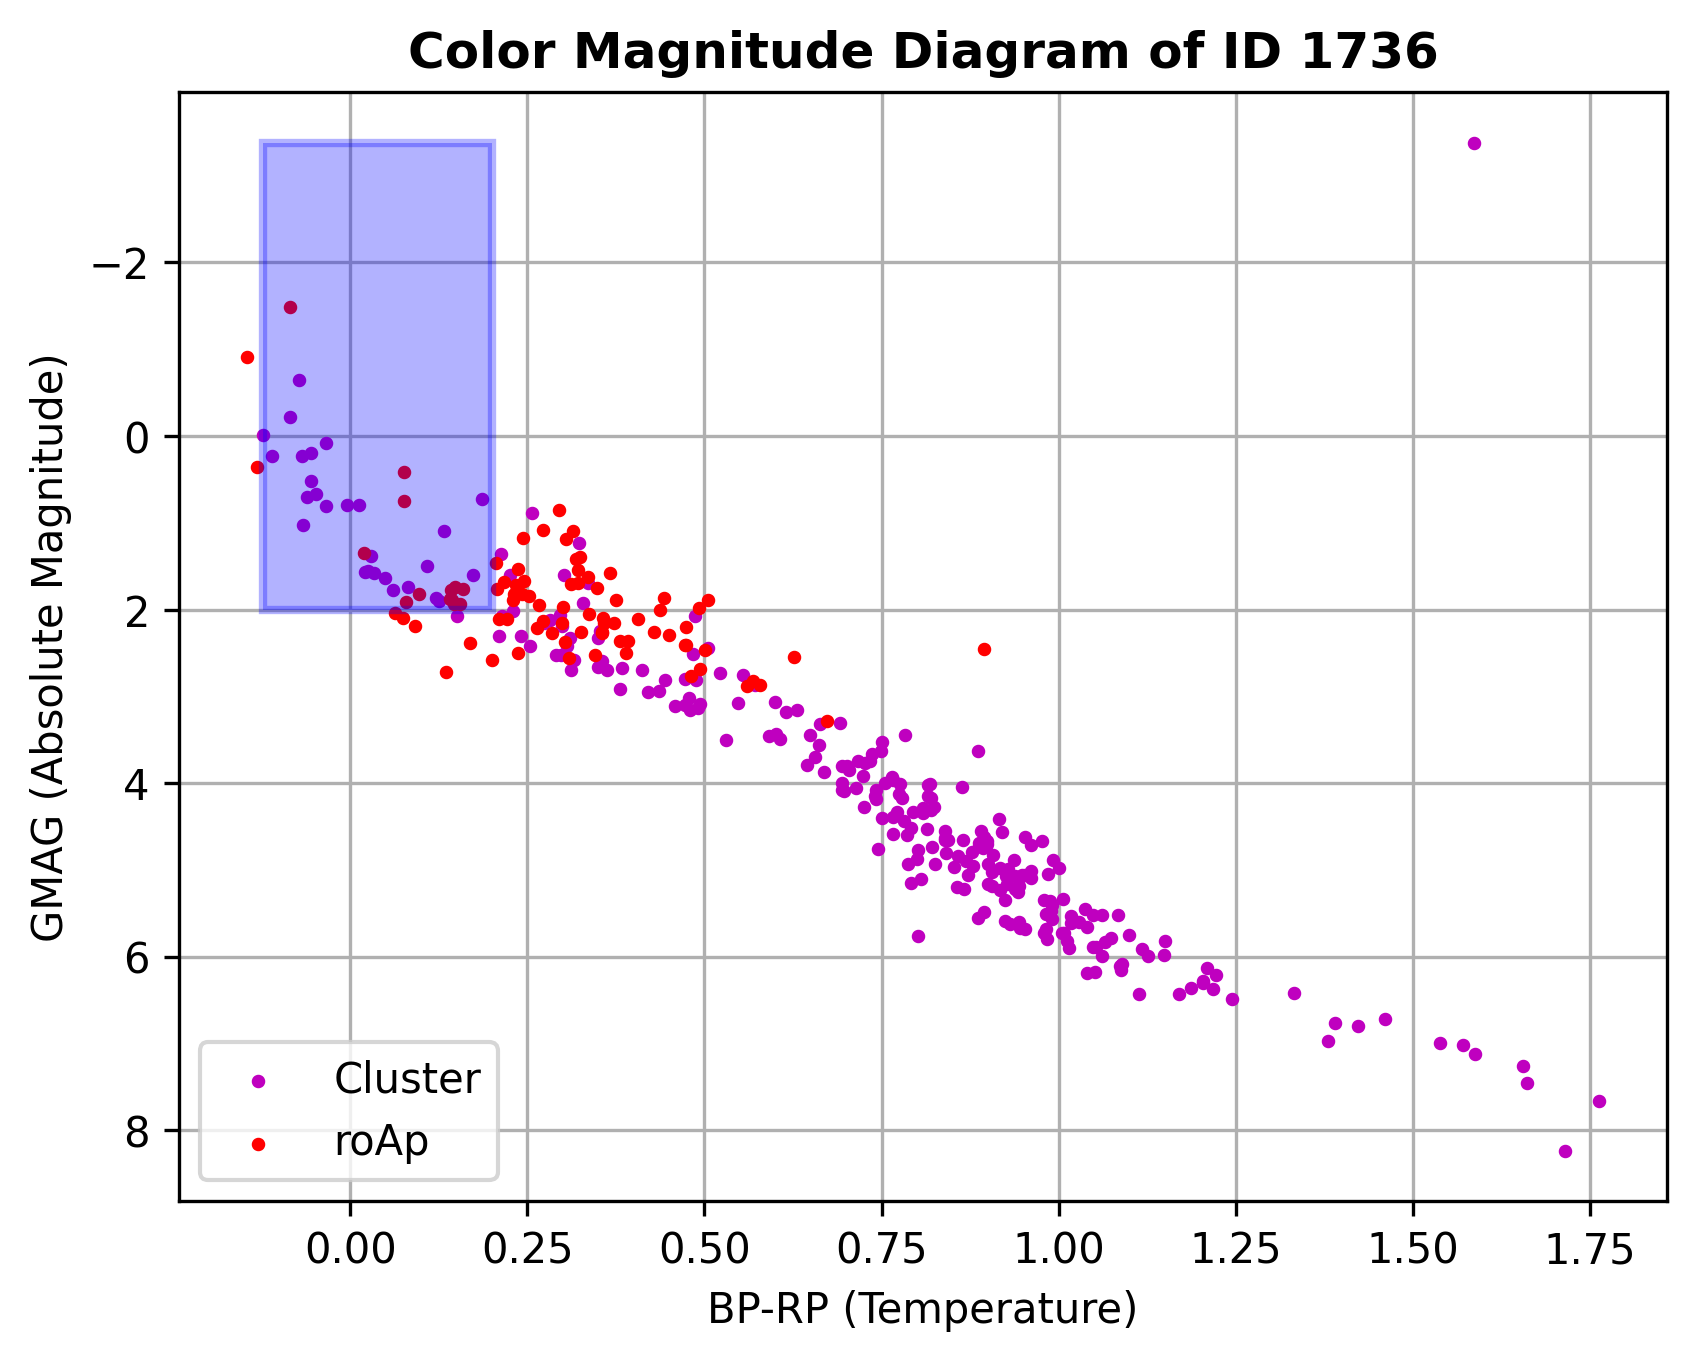 Color Magnitude Diagram of ID 1736
GMAG (Absolute Magnitude)
−2
0
2
4
6
8
Cluster
roAp
0.00 0.25 0.50 0.75 1.00 1.25 1.50 1.75
BP-RP (Temperature)